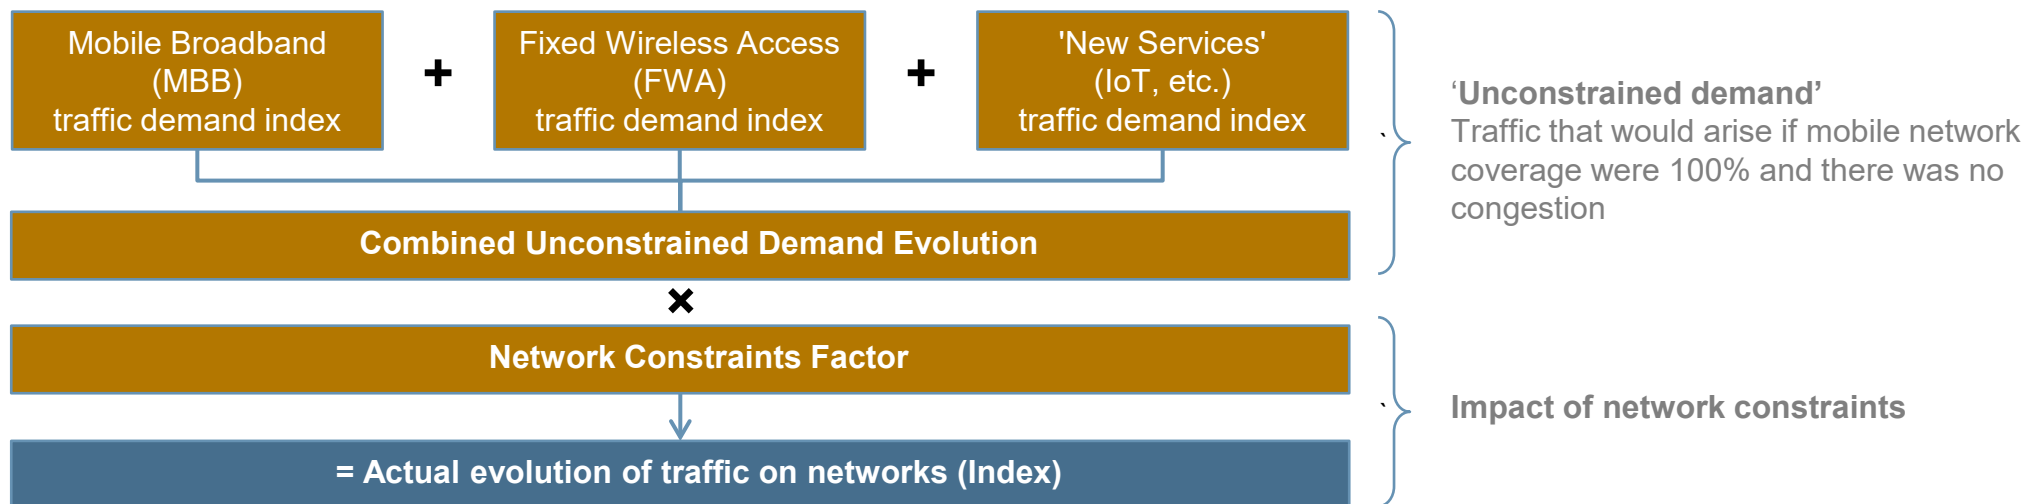 Mobile Broadband
(MBB)
traffic demand index
+
Fixed Wireless Access
(FWA)
traffic demand index
+
'New Services'
(IoT, etc.)
traffic demand index
‘Unconstrained demand’
Traffic that would arise if mobile network
coverage were 100% and there was no
congestion
`
Combined Unconstrained Demand Evolution
×
Network Constraints Factor
`
Impact of network constraints
= Actual evolution of traffic on networks (Index)